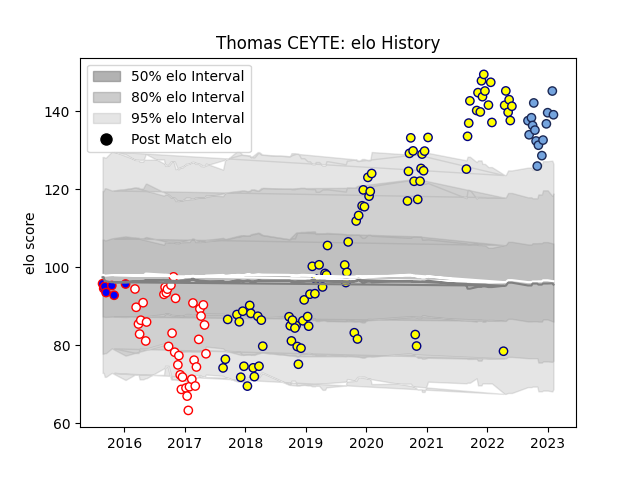 Thomas CEYTE: elo History
50% elo Interval
80% elo Interval
95% elo Interval
Post Match elo
elo score
140
120
100
80
60
2016 2017 2018 2019 2020 2021 2022 2023